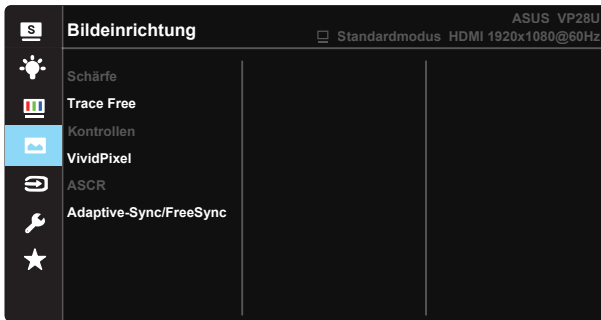 S
Bildeinrichtung
ASUS VP28U
Standardmodus HDMI 1920x1080@60Hz
Schärfe
Trace Free
Kontrollen
VividPixel
ASCR
Adaptive-Sync/FreeSync